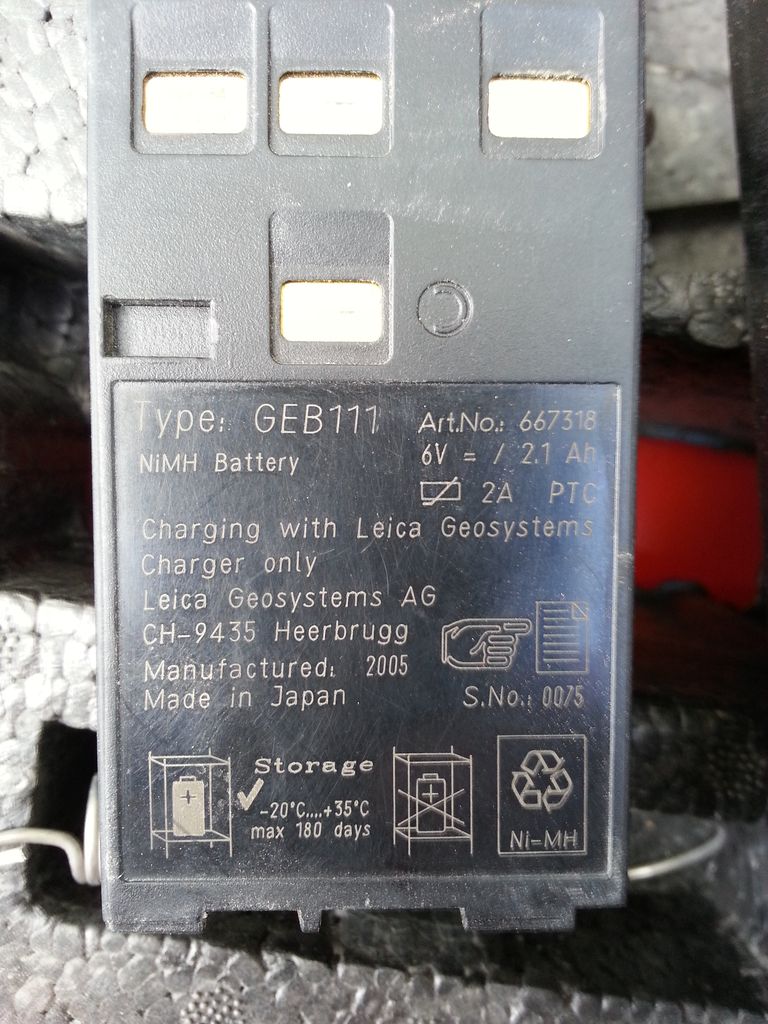 Type: GEB111 Art.No.: 667318
NiMH Battery 6V = / 2.1 Ah
2A PTC
Charging with Leica Geosystems
Charger only
Leica Geosystems AG
CH-9435 Heerbrugg
Manufactured: 2005
Made in Japan S.No.: 0075
Storage
-20°C....+35°C
max 180 days
Ni-MH